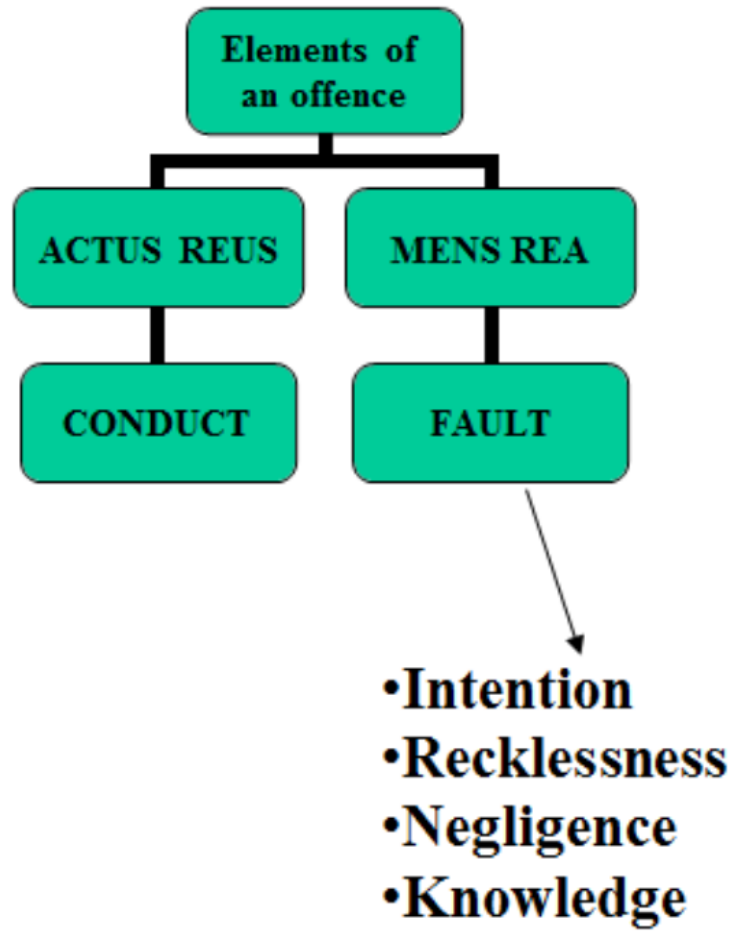 Elements of
an offence
ACTUS REUS
MENS REA
CONDUCT
FAULT
•Intention
•Recklessness
•Negligence
•Knowledge